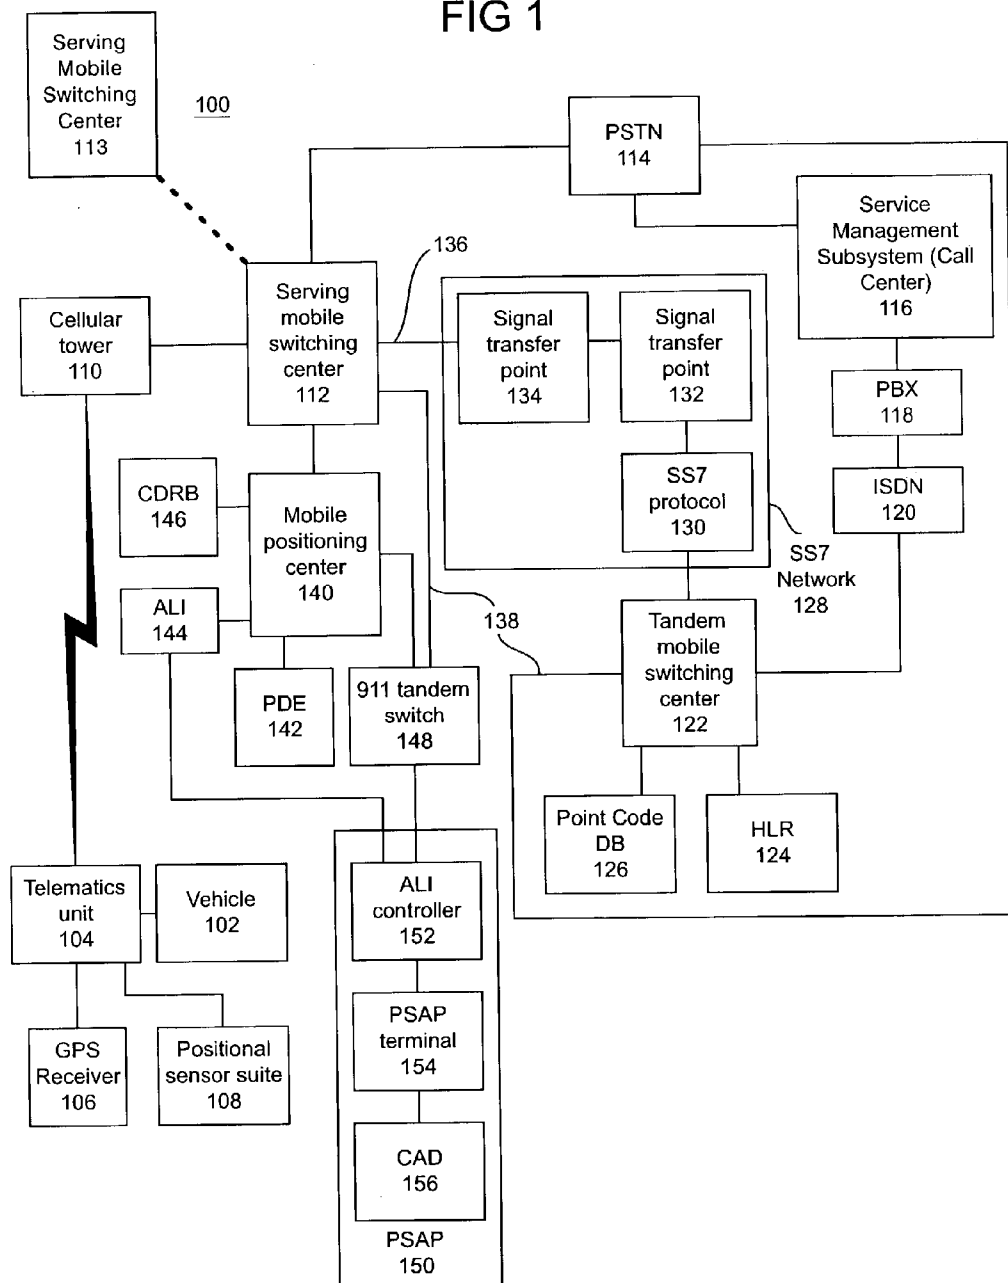 FIG 1
Serving
Mobile
Switching
Center
113
100
PSTN
114
Service
Management
Subsystem (Call
Center)
116
136
Serving
mobile
switching
center
112
Signal
transfer
point
134
Signal
transfer
point
132
Cellular
tower
110
PBX
118
CDRB
146
Mobile
positioning
center
140
SS7
protocol
130
ISDN
120
SS7
Network
128
ALI
144
138
Tandem
mobile
switching
center
122
PDE
142
911 tandem
switch
148
Point Code
DB
126
HLR
124
Telematics
unit
104
Vehicle
102
ALI
controller
152
GPS
Receiver
106
Positional
sensor suite
108
PSAP
terminal
154
CAD
156
PSAP
150